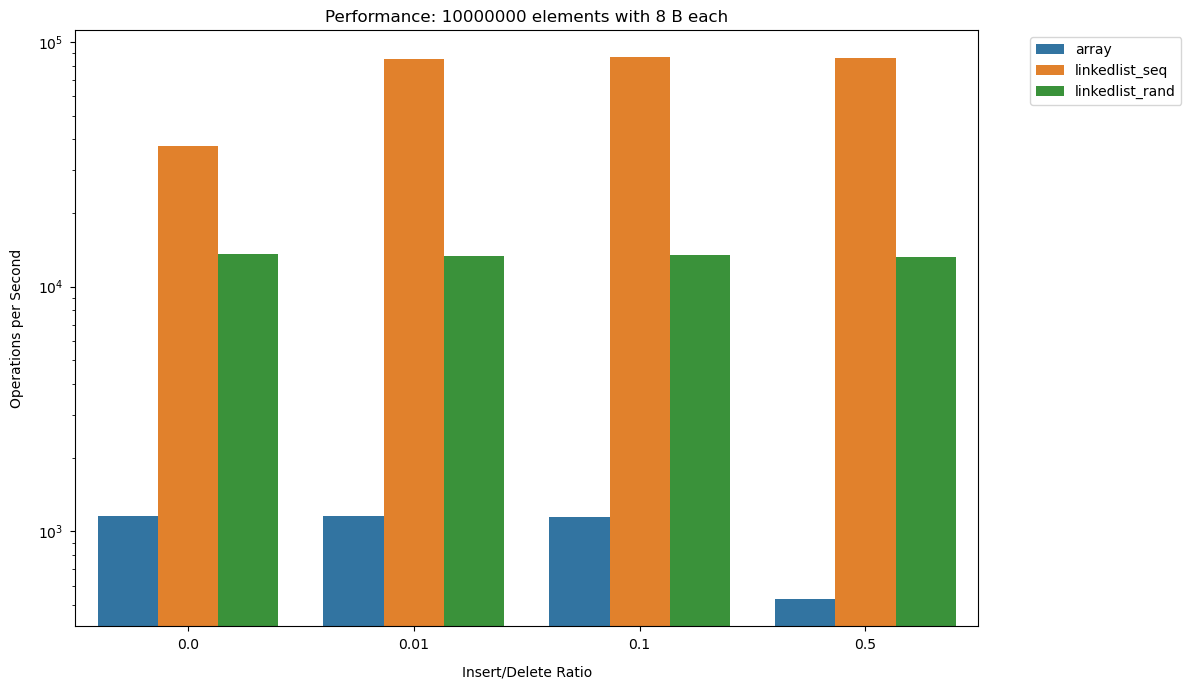 Performance: 10000000 elements with 8 B each
array
linkedlist_seq
linkedlist_rand
Operations per Second
10^5
10^4
10^3
0.0 0.01 0.1 0.5
Insert/Delete Ratio